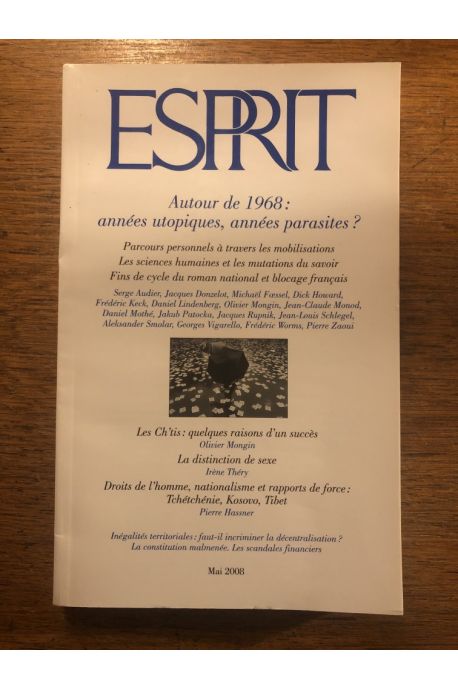 ESPRIT
Autour de 1968 :
années utopiques, années parasites ?
Parcours personnels à travers les mobilisations
Les sciences humaines et les mutations du savoir
Fins de cycle du roman national et blocage français
Serge Audier, Jacques Donzelot, Michaël Fœssel, Dick Howard,
Frédéric Keck, Daniel Lindenberg, Olivier Mongin, Jean-Claude Monod,
Daniel Mothé, Jakub Patocka, Jacques Rupnik, Jean-Louis Schlegel,
Aleksander Smolar, Georges Vigarello, Frédéric Worms, Pierre Zaoui
Les Ch'tis : quelques raisons d'un succès
Olivier Mongin
La distinction de sexe
Irène Théry
Droits de l'homme, nationalisme et rapports de force :
Tchétchénie, Kosovo, Tibet
Pierre Hassner
Inégalités territoriales : faut-il incriminer la décentralisation ?
La constitution malmenée. Les scandales financiers
Mai 2008